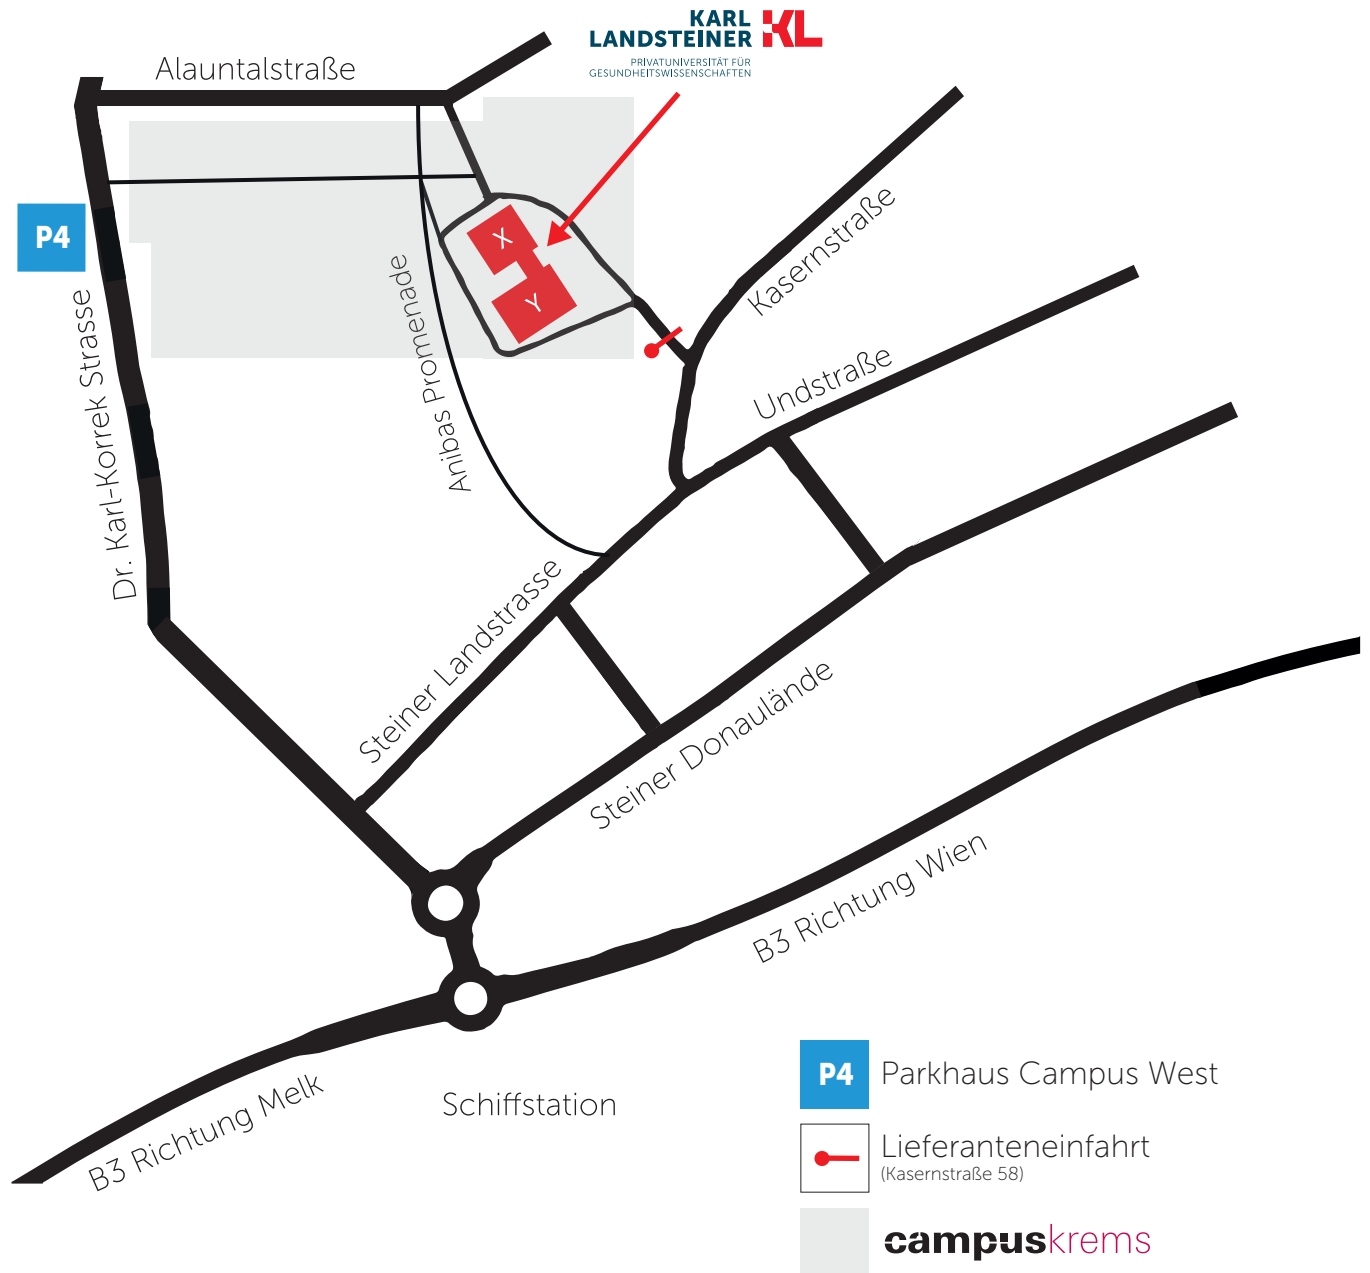 KARL
LANDSTEINER KL
PRIVATUNIVERSITÄT FÜR
GESUNDHEITSWISSENSCHAFTEN
Alauntalstraße
P4
X
Y
Dr. Karl-Korrek Strasse
Anibas Promenade
Kasernstraße
Undstraße
Steiner Landstrasse
Steiner Donaulände
B3 Richtung Wien
B3 Richtung Melk
Schiffstation
P4 Parkhaus Campus West
Lieferanteneinfahrt
(Kasernstraße 58)
campuskrems